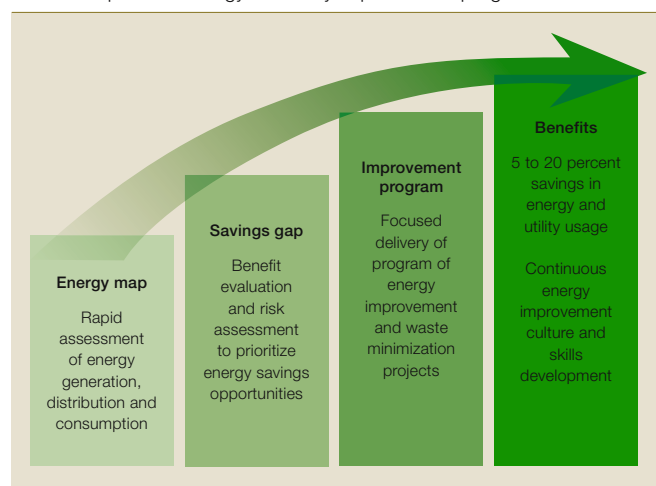 Energy map
Rapid
assessment
of energy
generation,
distribution and
consumption
Savings gap
Benefit
evaluation
and risk
assessment
to prioritize
energy savings
opportunities
Improvement
program
Focused
delivery of
program of
energy
improvement
and waste
minimization
projects
Benefits
5 to 20 percent
savings in
energy and
utility usage
Continuous
energy
improvement
culture and
skills
development